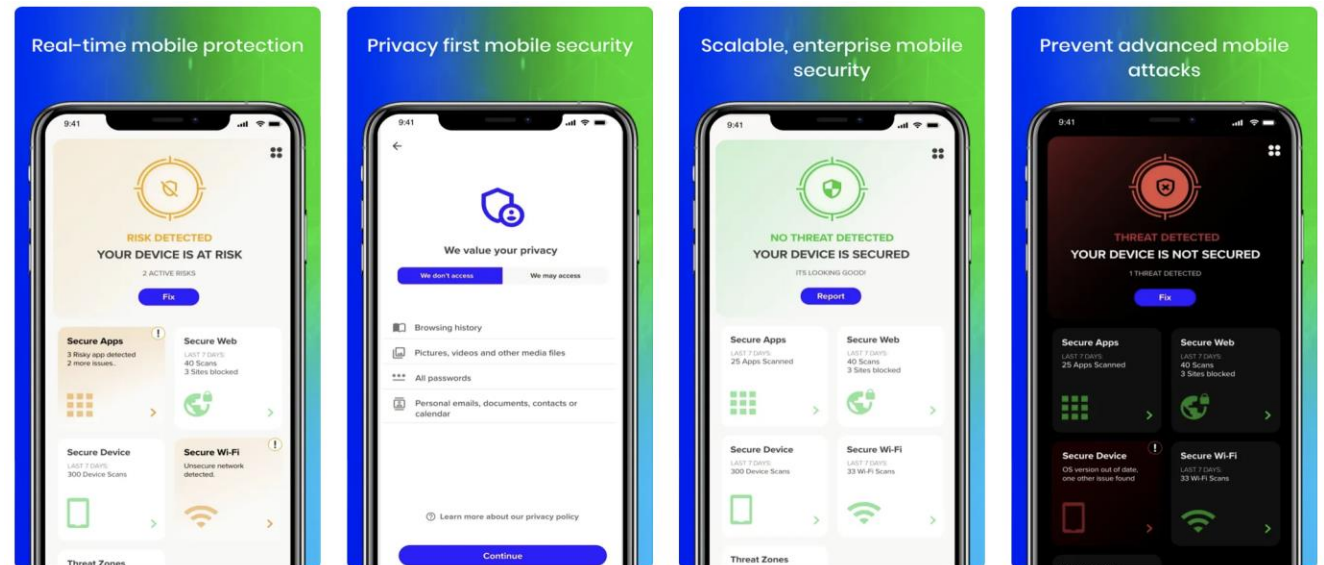 Real-time mobile protection
9:41
RISK DETECTED
YOUR DEVICE IS AT RISK
2 ACTIVE RISKS
Fix
Secure Apps
3 Risky app detected
2 more issues..
!
Secure Web
LAST 7 DAYS:
40 Scans
3 Sites blocked
Secure Device
LAST 7 DAYS:
300 Device Scans
Secure Wi-Fi
!
Unsecure network
detected.
Threat Zones
Privacy first mobile security
9:41
We value your privacy
We don't access
We may access
Browsing history
Pictures, videos and other media files
All passwords
Personal emails, documents, contacts or
calendar
? Learn more about our privacy policy
Continue
Scalable, enterprise mobile
security
9:41
NO THREAT DETECTED
YOUR DEVICE IS SECURED
ITS LOOKING GOOD!
Report
Secure Apps
LAST 7 DAYS:
25 Apps Scanned
Secure Web
LAST 7 DAYS:
40 Scans
3 Sites blocked
Secure Device
LAST 7 DAYS:
300 Device Scans
Secure Wi-Fi
LAST 7 DAYS:
33 Wi-Fi Scans
Threat Zones
Prevent advanced mobile
attacks
9:41
THREAT DETECTED
YOUR DEVICE IS NOT SECURED
1 THREAT DETECTED
Fix
Secure Apps
LAST 7 DAYS:
25 Apps Scanned
Secure Web
LAST 7 DAYS:
40 Scans
3 Sites blocked
Secure Device
!
OS version out of date,
one other issue found
Secure Wi-Fi
LAST 7 DAYS:
33 Wi-Fi Scans